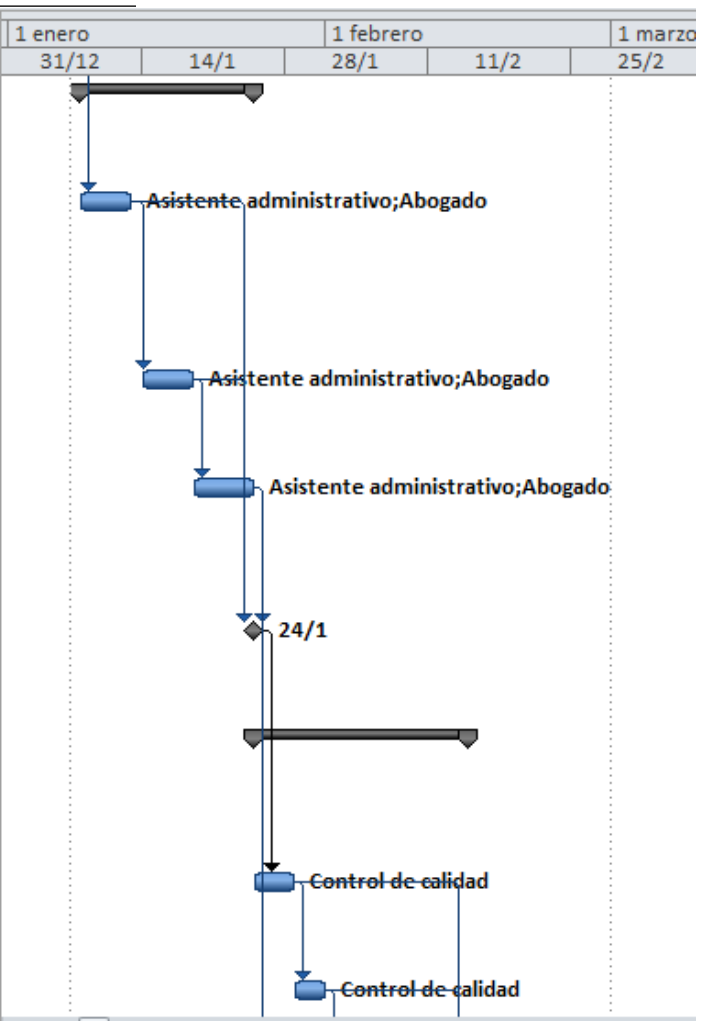 1 enero 1 febrero 1 marzo
31/12 14/1 28/1 11/2 25/2
Asistente administrativo;Abogado
Asistente administrativo;Abogado
Asistente administrativo;Abogado
24/1
Control de calidad
Control de calidad